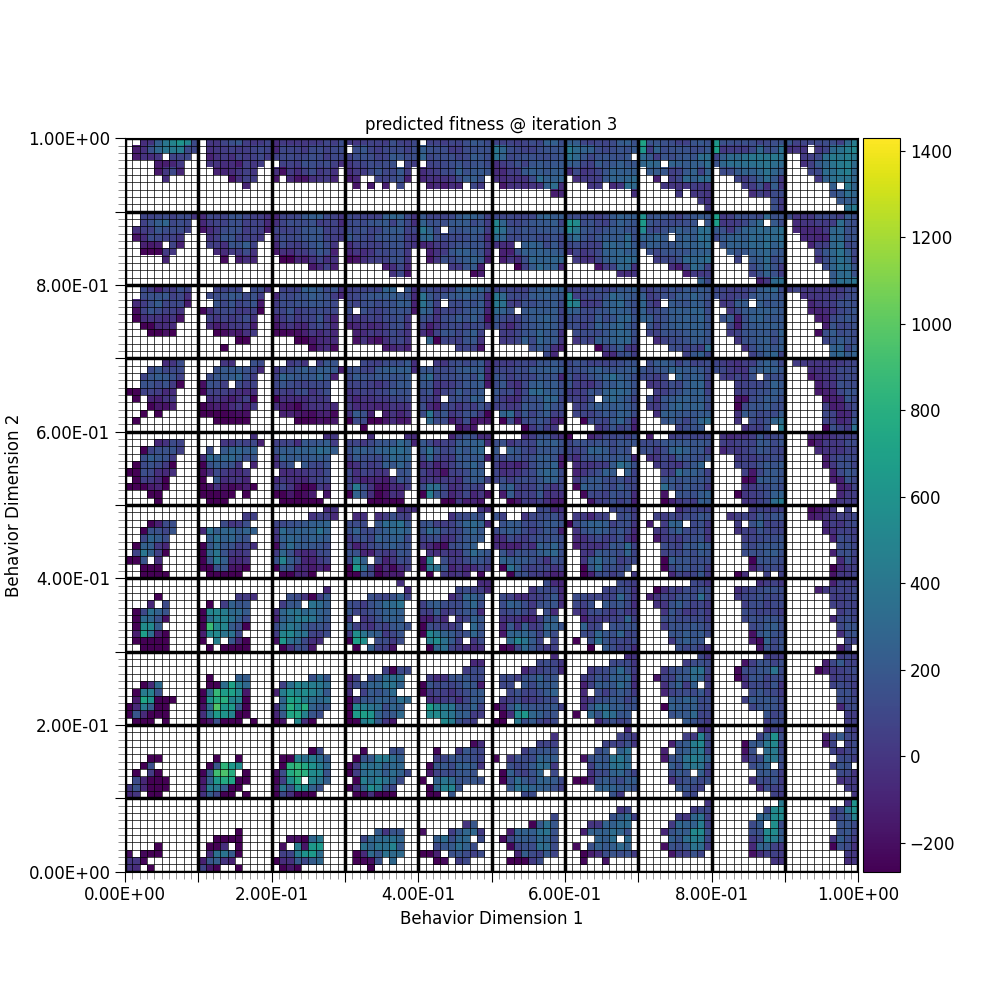 predicted fitness @ iteration 3
1.00E+00
8.00E-01
6.00E-01
4.00E-01
2.00E-01
0.00E+00
Behavior Dimension 2
0.00E+00 2.00E-01 4.00E-01 6.00E-01 8.00E-01 1.00E+00
Behavior Dimension 1
1400
1200
1000
800
600
400
200
0
−200